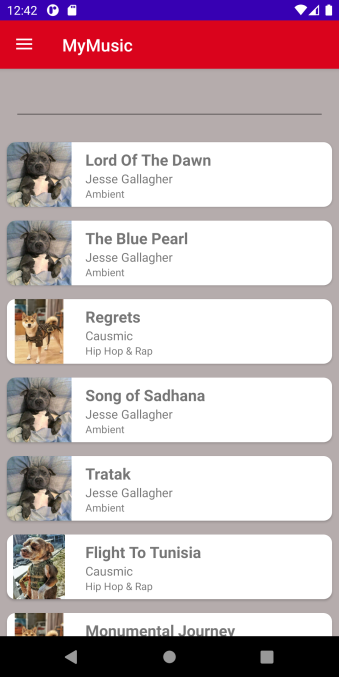 12:42
MyMusic
Lord Of The Dawn
Jesse Gallagher
Ambient
The Blue Pearl
Jesse Gallagher
Ambient
Regrets
Causmic
Hip Hop & Rap
Song of Sadhana
Jesse Gallagher
Ambient
Tratak
Jesse Gallagher
Ambient
Flight To Tunisia
Causmic
Hip Hop & Rap
Monumental Journey